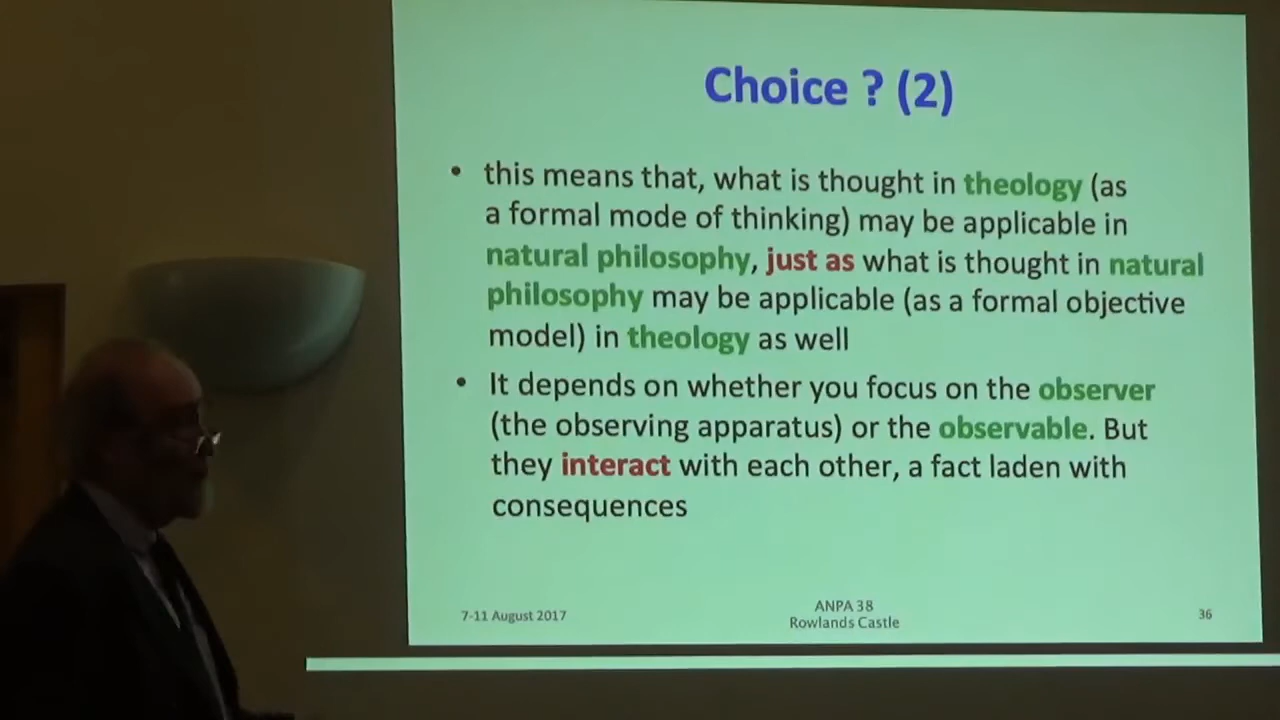 Choice ? (2)
• this means that, what is thought in theology (as
a formal mode of thinking) may be applicable in
natural philosophy, just as what is thought in natural
philosophy may be applicable (as a formal objective
model) in theology as well
• It depends on whether you focus on the observer
(the observing apparatus) or the observable. But
they interact with each other, a fact laden with
consequences
7-11 August 2017
ANPA 38
Rowlands Castle
36